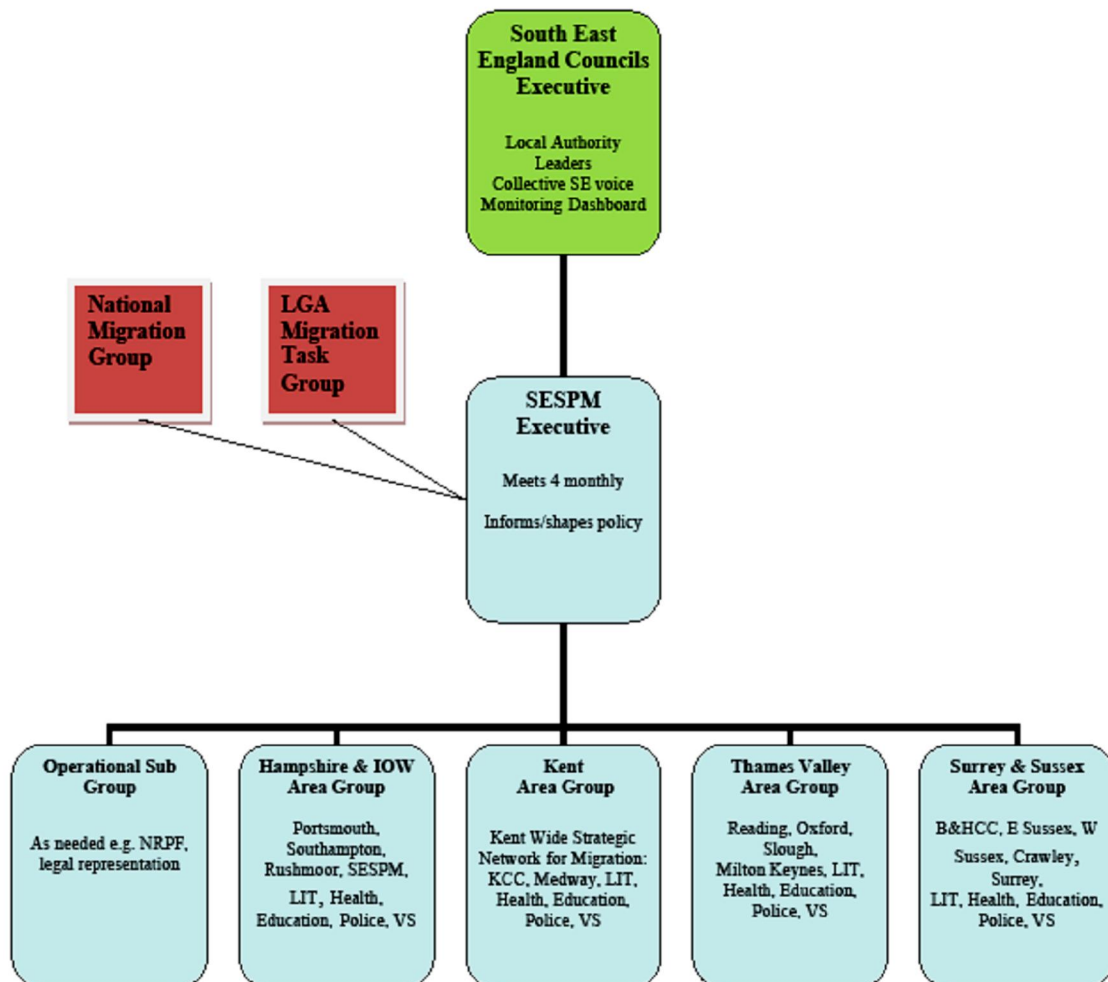 South East
England Councils
Executive
Local Authority
Leaders
Collective SE voice
Monitoring Dashboard
National
Migration
Group
LGA
Migration
Task
Group
SESPM
Executive
Meets 4 monthly
Informs/shapes policy
Operational Sub
Group
As needed e.g. NRPF,
legal representation
Hampshire & IOW
Area Group
Portsmouth,
Southampton,
Rushmoor, SESPM,
LIT, Health,
Education, Police, VS
Kent
Area Group
Kent Wide Strategic
Network for Migration:
KCC, Medway, LIT,
Health, Education,
Police, VS
Thames Valley
Area Group
Reading, Oxford,
Slough,
Milton Keynes, LIT,
Health, Education,
Police, VS
Surrey & Sussex
Area Group
B&HCC, E Sussex, W
Sussex, Crawley,
Surrey,
LIT, Health, Education,
Police, VS